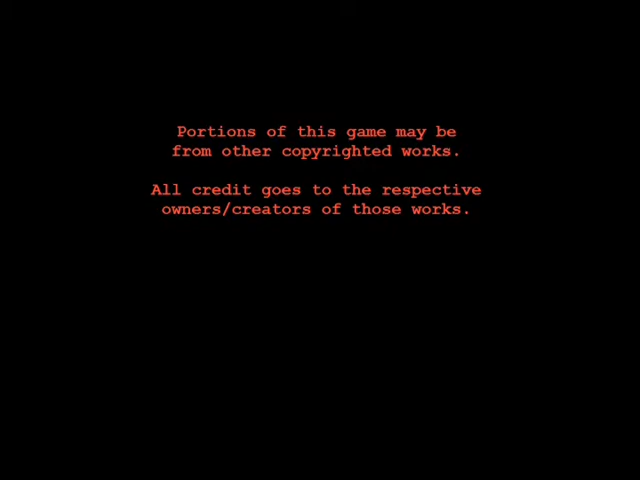 Portions of this game may be
from other copyrighted works.
All credit goes to the respective
owners/creators of those works.